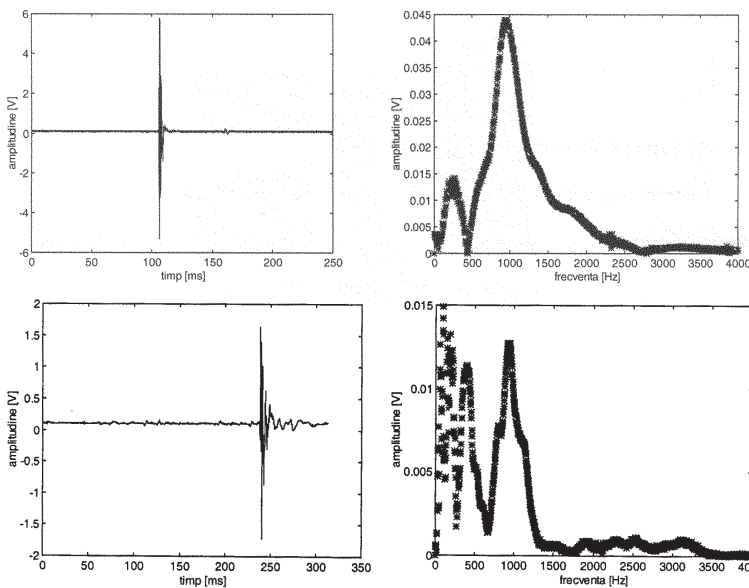 6
4
2
0
-2
-4
-6
0 50 100 150 200 250
timp [ms]
amplitudine [V]
0.045
0.04
0.035
0.03
0.025
0.02
0.015
0.01
0.005
0
0 500 1000 1500 2000 2500 3000 3500 4000
frecventa [Hz]
amplitudine [V]
2
1.5
1
0.5
0
-0.5
-1
-1.5
-2
0 50 100 150 200 250 300 350
timp [ms]
amplitudine [V]
0.015
0.01
0.005
0
0 500 1000 1500 2000 2500 3000 3500 400
frecventa [Hz]
amplitudine [V]